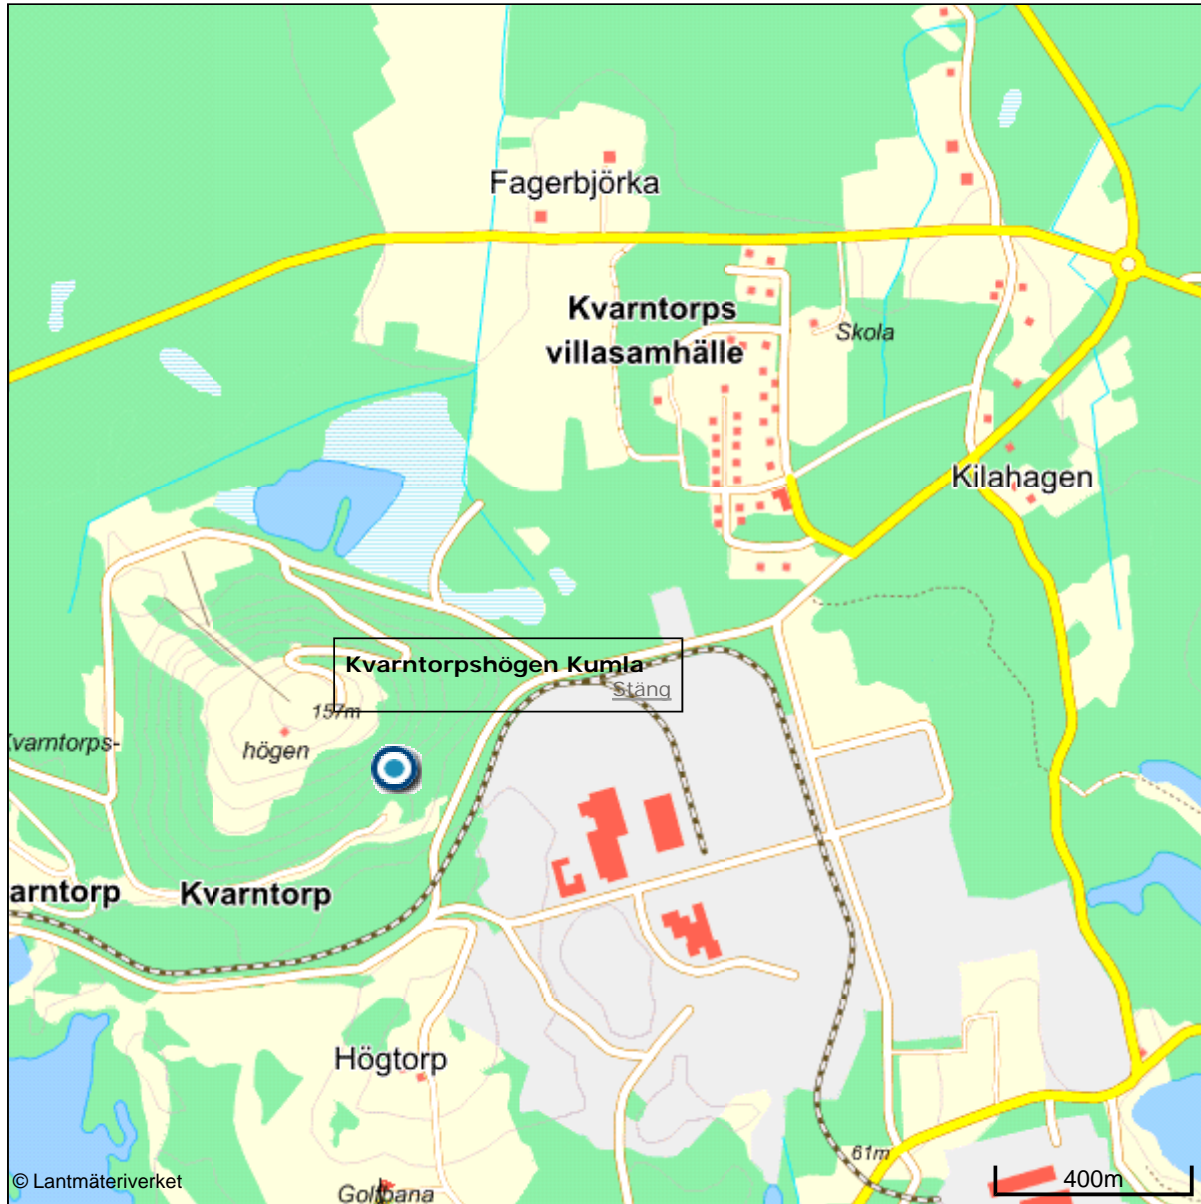 Fagerbjörka
Kvarntorps
villasamhälle
Skola
Kilahagen
Kvarntorpshögen Kumla
Stäng
157m
Kvarntorps-
högen
arntorp
Kvarntorp
Högtorp
61m
400m
© Lantmäteriverket
Golfbana